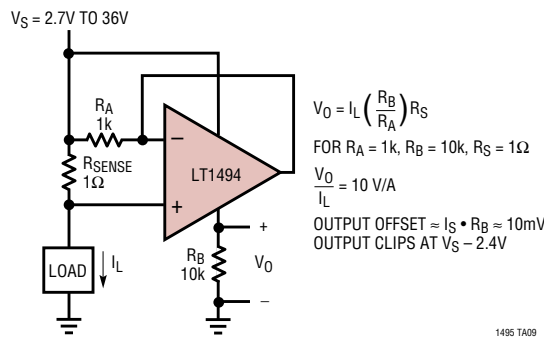 V_S = 2.7V TO 36V
R_A
1k
R_SENSE
1Ω
−
+
LT1494
LOAD
I_L
R_B
10k
+
V_O
−
V_O = I_L (R_B/R_A) R_S
FOR R_A = 1k, R_B = 10k, R_S = 1Ω
V_O/I_L = 10 V/A
OUTPUT OFFSET ≈ I_S • R_B ≈ 10mV
OUTPUT CLIPS AT V_S – 2.4V
1495 TA09